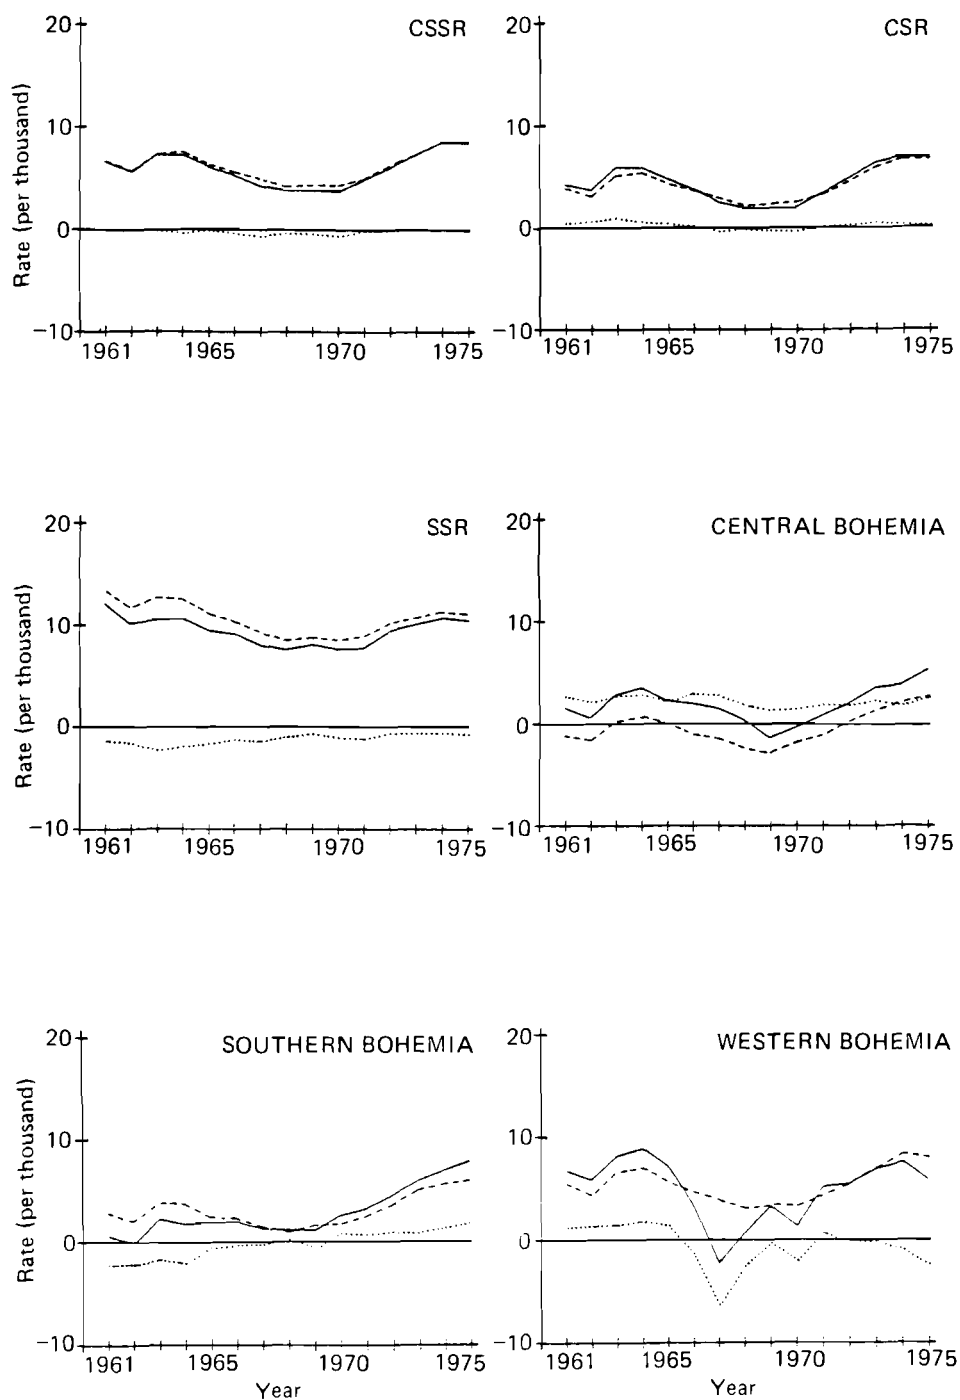 CSSR
20
10
0
−10
Rate (per thousand)
1961 1965 1970 1975
CSR
20
10
0
−10
1961 1965 1970 1975
SSR
20
10
0
−10
Rate (per thousand)
1961 1965 1970 1975
CENTRAL BOHEMIA
20
10
0
−10
1961 1965 1970 1975
SOUTHERN BOHEMIA
20
10
0
−10
Rate (per thousand)
1961 1965 1970 1975
Year
WESTERN BOHEMIA
20
10
0
−10
1961 1965 1970 1975
Year